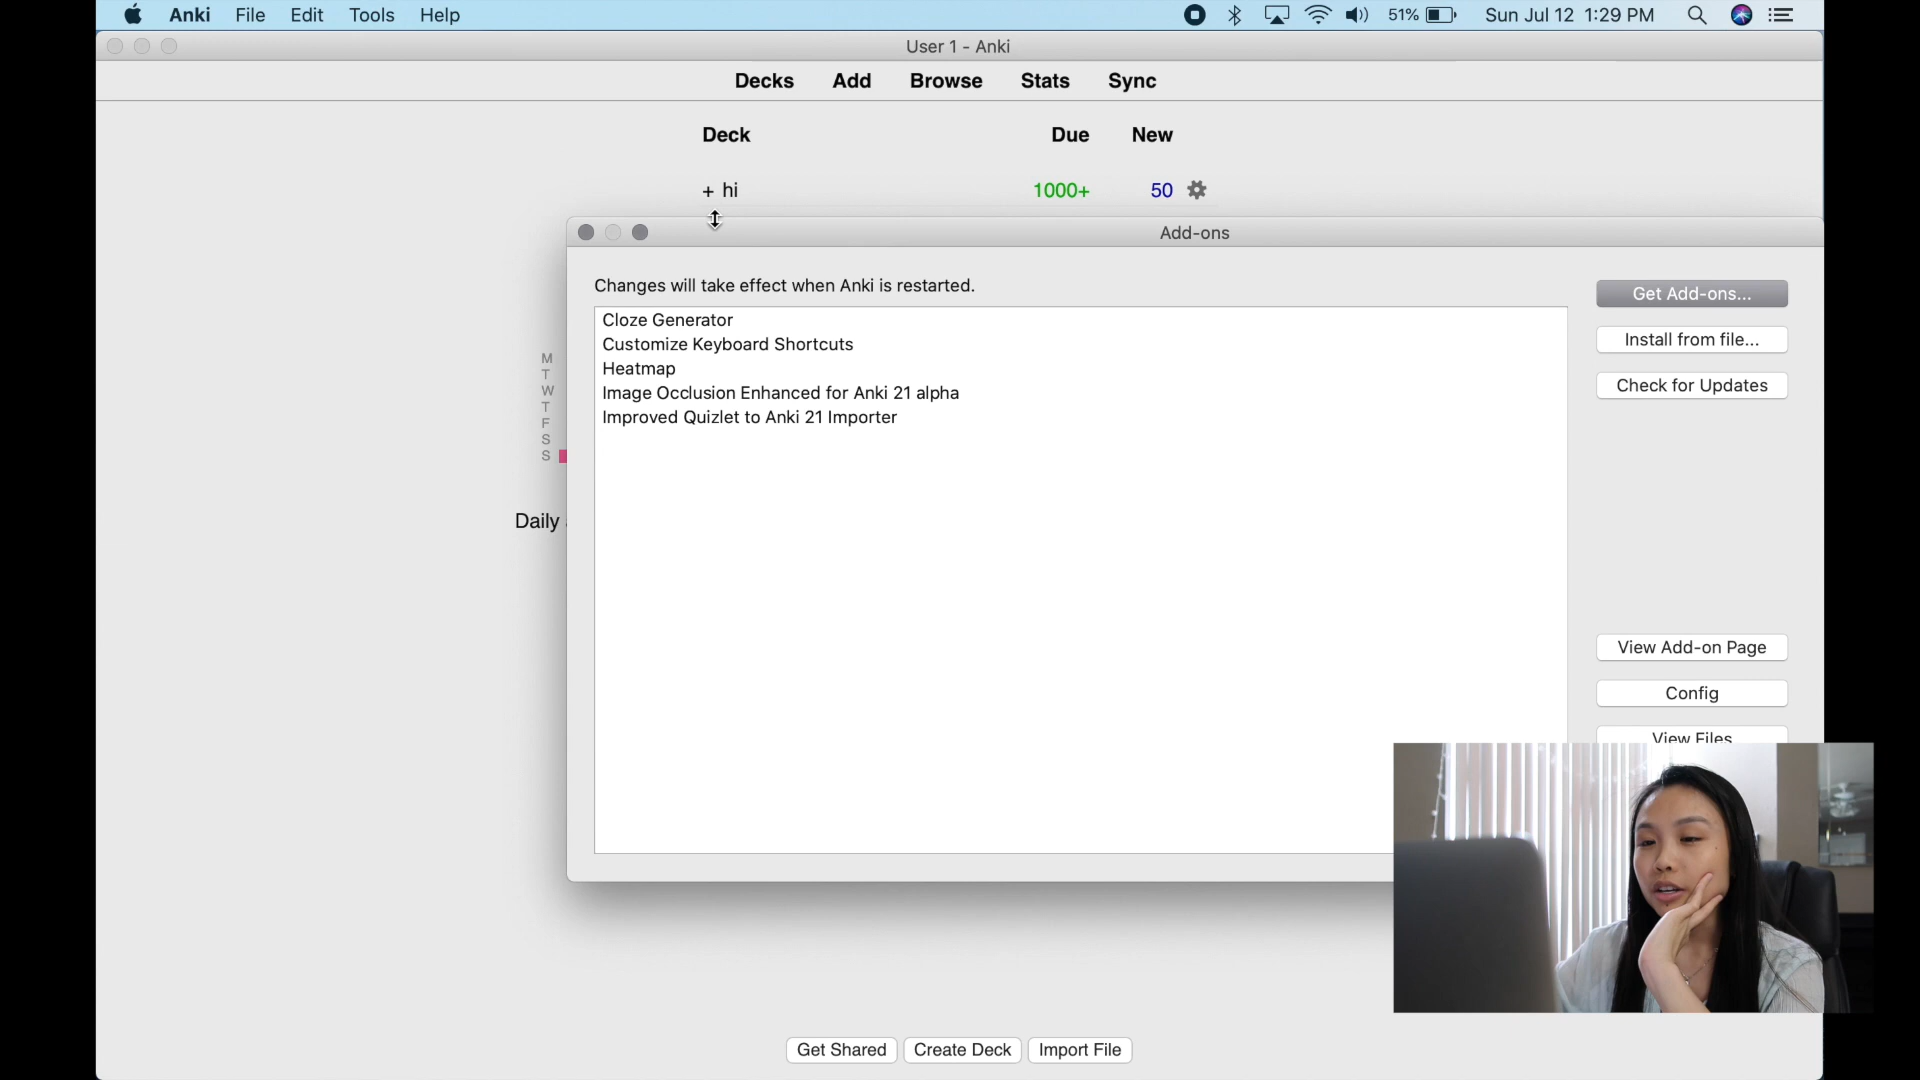 Anki File Edit Tools Help 51% Sun Jul 12 1:29 PM
User 1 - Anki
Decks Add Browse Stats Sync
Deck Due New
+ hi 1000+ 50
Add-ons
Changes will take effect when Anki is restarted.
Cloze Generator
Customize Keyboard Shortcuts
Heatmap
Image Occlusion Enhanced for Anki 21 alpha
Improved Quizlet to Anki 21 Importer
Get Add-ons...
Install from file...
Check for Updates
View Add-on Page
Config
View Files
M
T
W
T
F
S
S
Daily
Get Shared Create Deck Import File